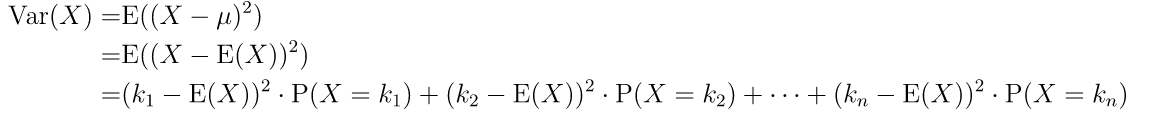 Var(X) =E((X − μ)²)
=E((X − E(X))²)
=(k₁ − E(X))² · P(X = k₁) + (k₂ − E(X))² · P(X = k₂) + · · · + (kₙ − E(X))² · P(X = kₙ)